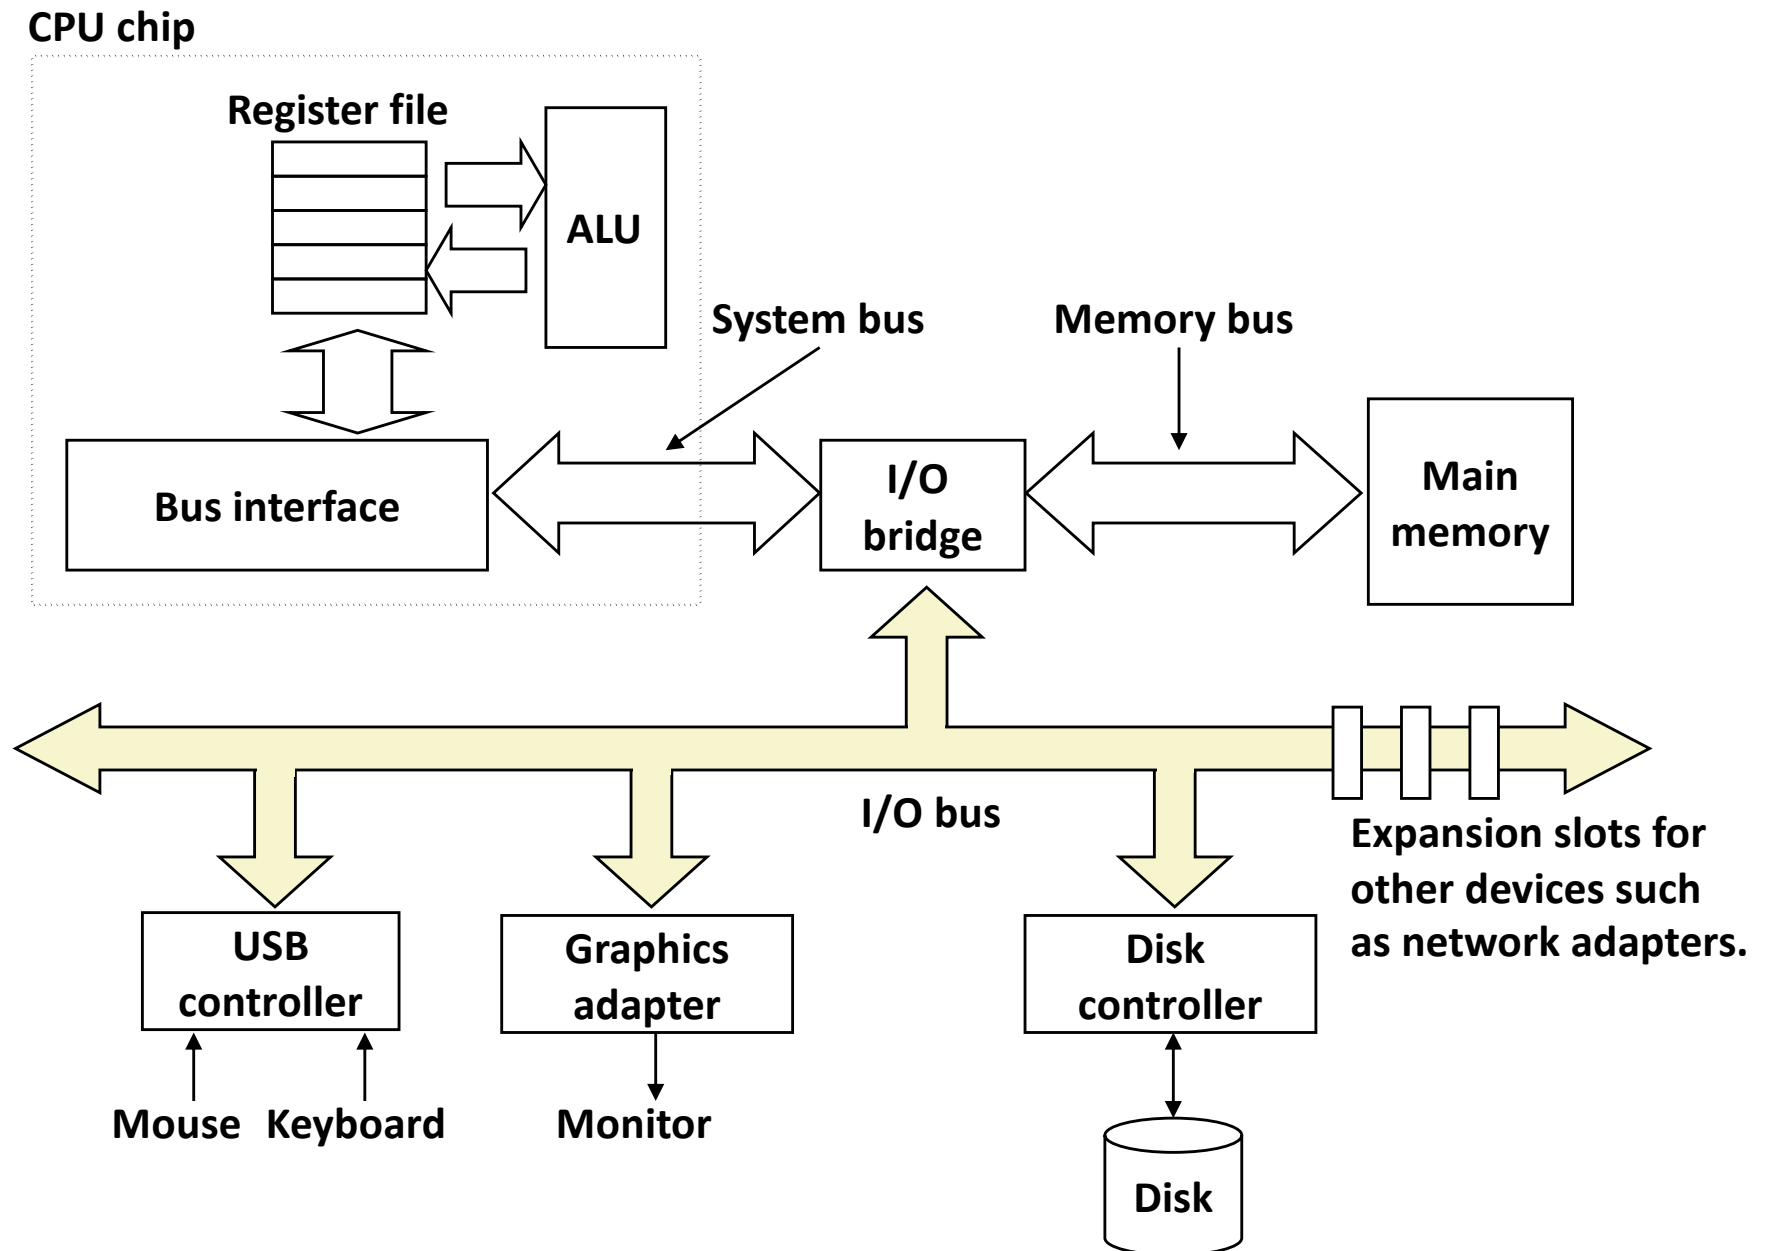 CPU chip
Register file
ALU
System bus
Memory bus
Bus interface
I/O
bridge
Main
memory
I/O bus
Expansion slots for
other devices such
as network adapters.
USB
controller
Graphics
adapter
Disk
controller
Mouse
Keyboard
Monitor
Disk